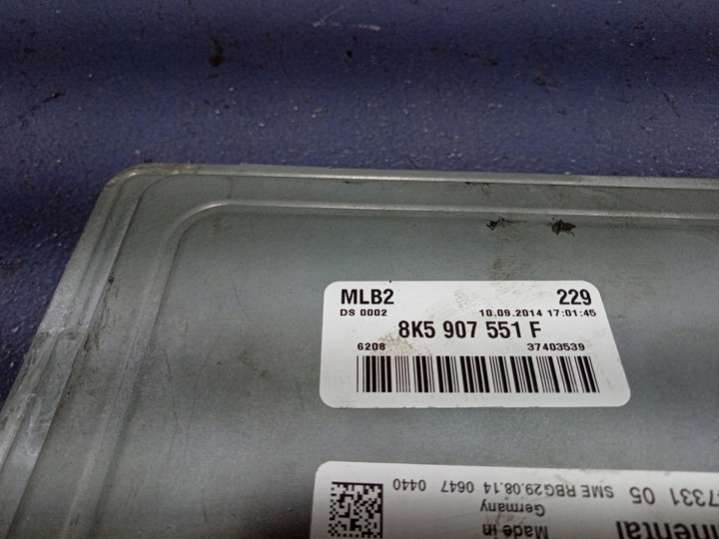 MLB2 229
DS 0002 10.09.2014 17:01:45
8K5 907 551 F
6208 37403539
7331 05 SME RBG29.08.14 0647 0440
Germany
Made in